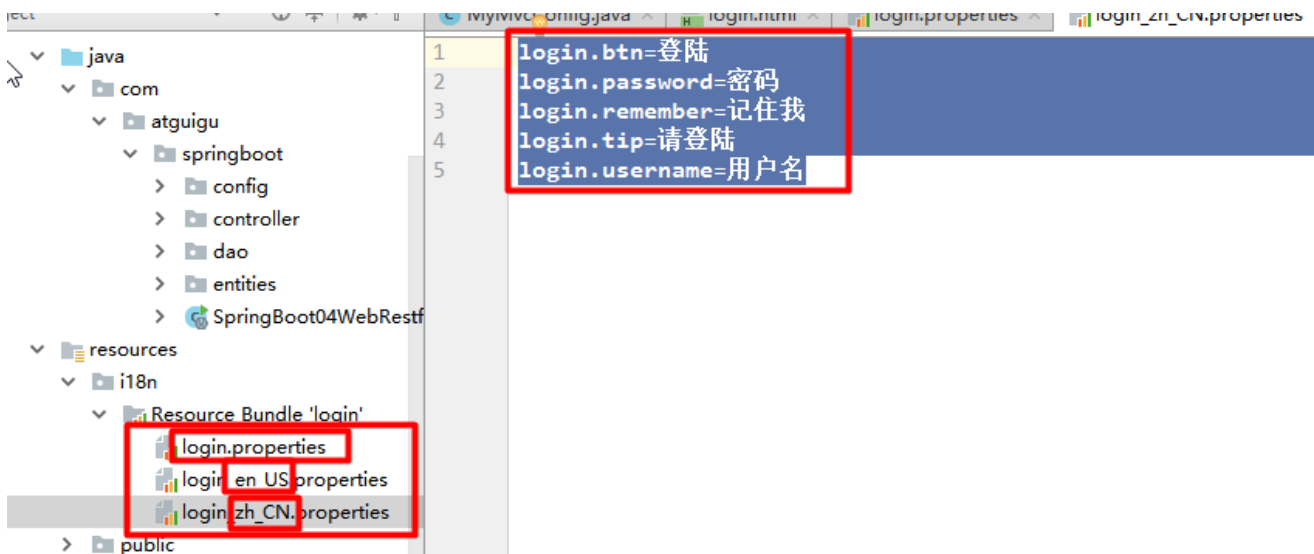 MyMvcConfig.java login.html login.properties login_zh_CN.properties
java
com
atguigu
springboot
config
controller
dao
entities
SpringBoot04WebRestf
resources
i18n
Resource Bundle 'login'
login.properties
login_en_US.properties
login_zh_CN.properties
public
1 login.btn=登陆
2 login.password=密码
3 login.remember=记住我
4 login.tip=请登陆
5 login.username=用户名